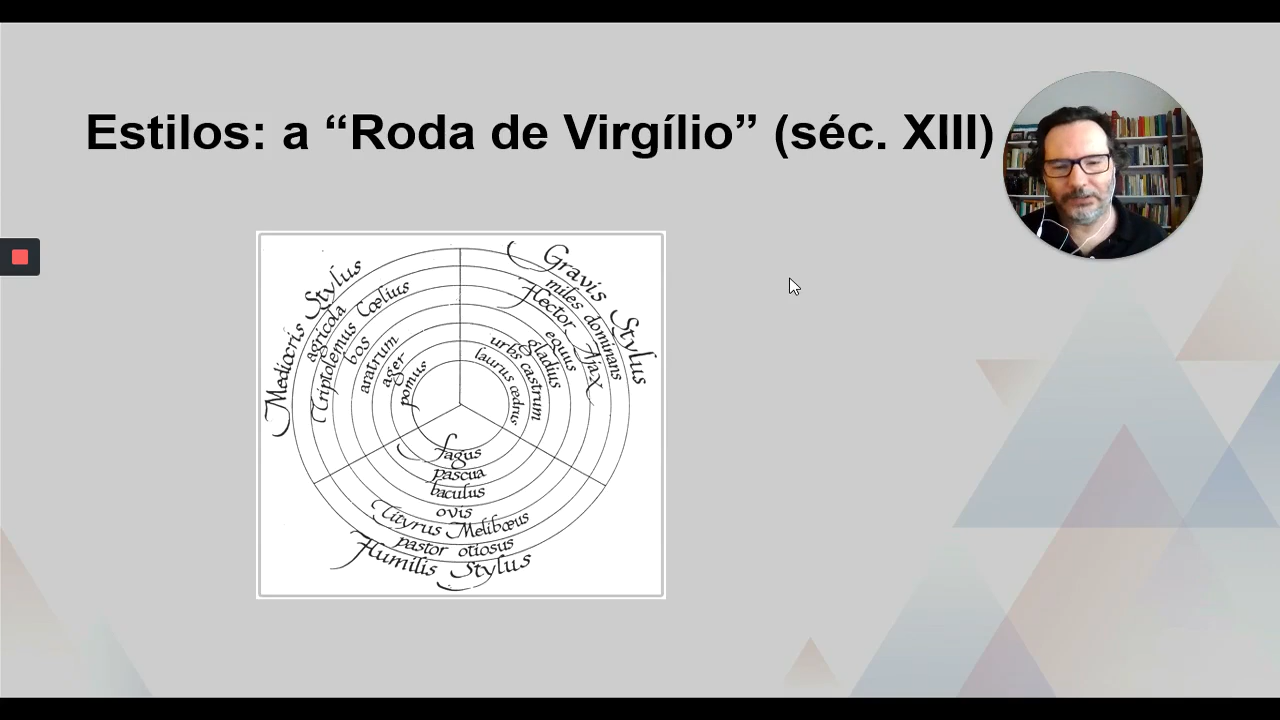 Estilos: a “Roda de Virgílio” (séc. XIII)
Mediocris Stylus
agricola
Triptolemus Cœlius
bos
aratrum
ager
pomus
Gravis Stylus
miles dominans
Hector Ajax
equus
gladius
urbs castrum
laurus cedrus
fagus
pascua
baculus
ovis
Tityrus Melibœus
pastor otiosus
Humilis Stylus